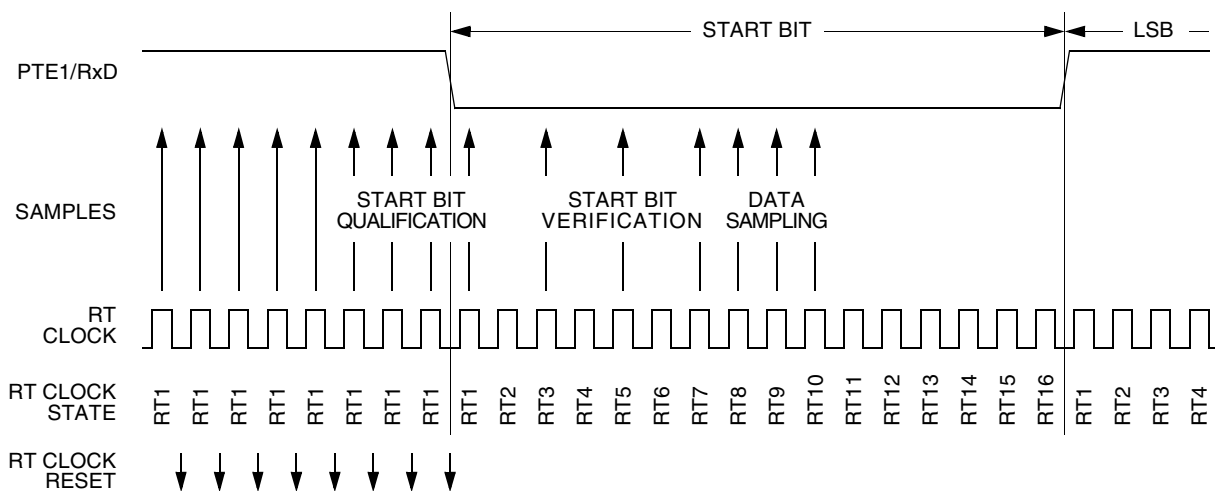 START BIT
LSB
PTE1/RxD
SAMPLES
START BIT
QUALIFICATION
START BIT
VERIFICATION
DATA
SAMPLING
RT
CLOCK
RT CLOCK
STATE
RT1 RT1 RT1 RT1 RT1 RT1 RT1 RT1 RT1 RT2 RT3 RT4 RT5 RT6 RT7 RT8 RT9 RT10 RT11 RT12 RT13 RT14 RT15 RT16 RT1 RT2 RT3 RT4
RT CLOCK
RESET